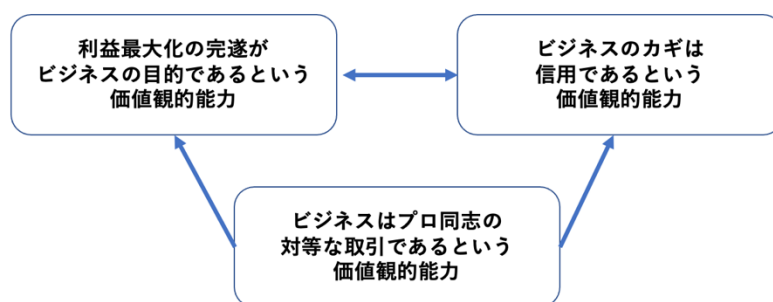 利益最大化の完遂が
ビジネスの目的であるという
価値観的能力
ビジネスのカギは
信用であるという
価値観的能力
ビジネスはプロ同志の
対等な取引であるという
価値観的能力